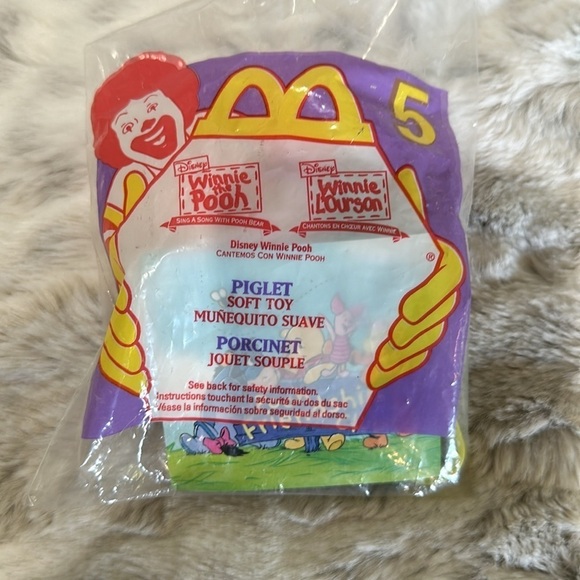 5
Disney
Winnie
the
Pooh
SING A SONG WITH POOH BEAR
Disney
Winnie
L'Ourson
CHANTONS EN CHŒUR AVEC WINNIE
Disney Winnie Pooh
CANTEMOS CON WINNIE POOH
®
PIGLET
SOFT TOY
MUÑEQUITO SUAVE
PORCINET
JOUET SOUPLE
See back for safety information.
Instructions touchant la sécurité au dos du sac
Véase la información sobre seguridad al dorso.